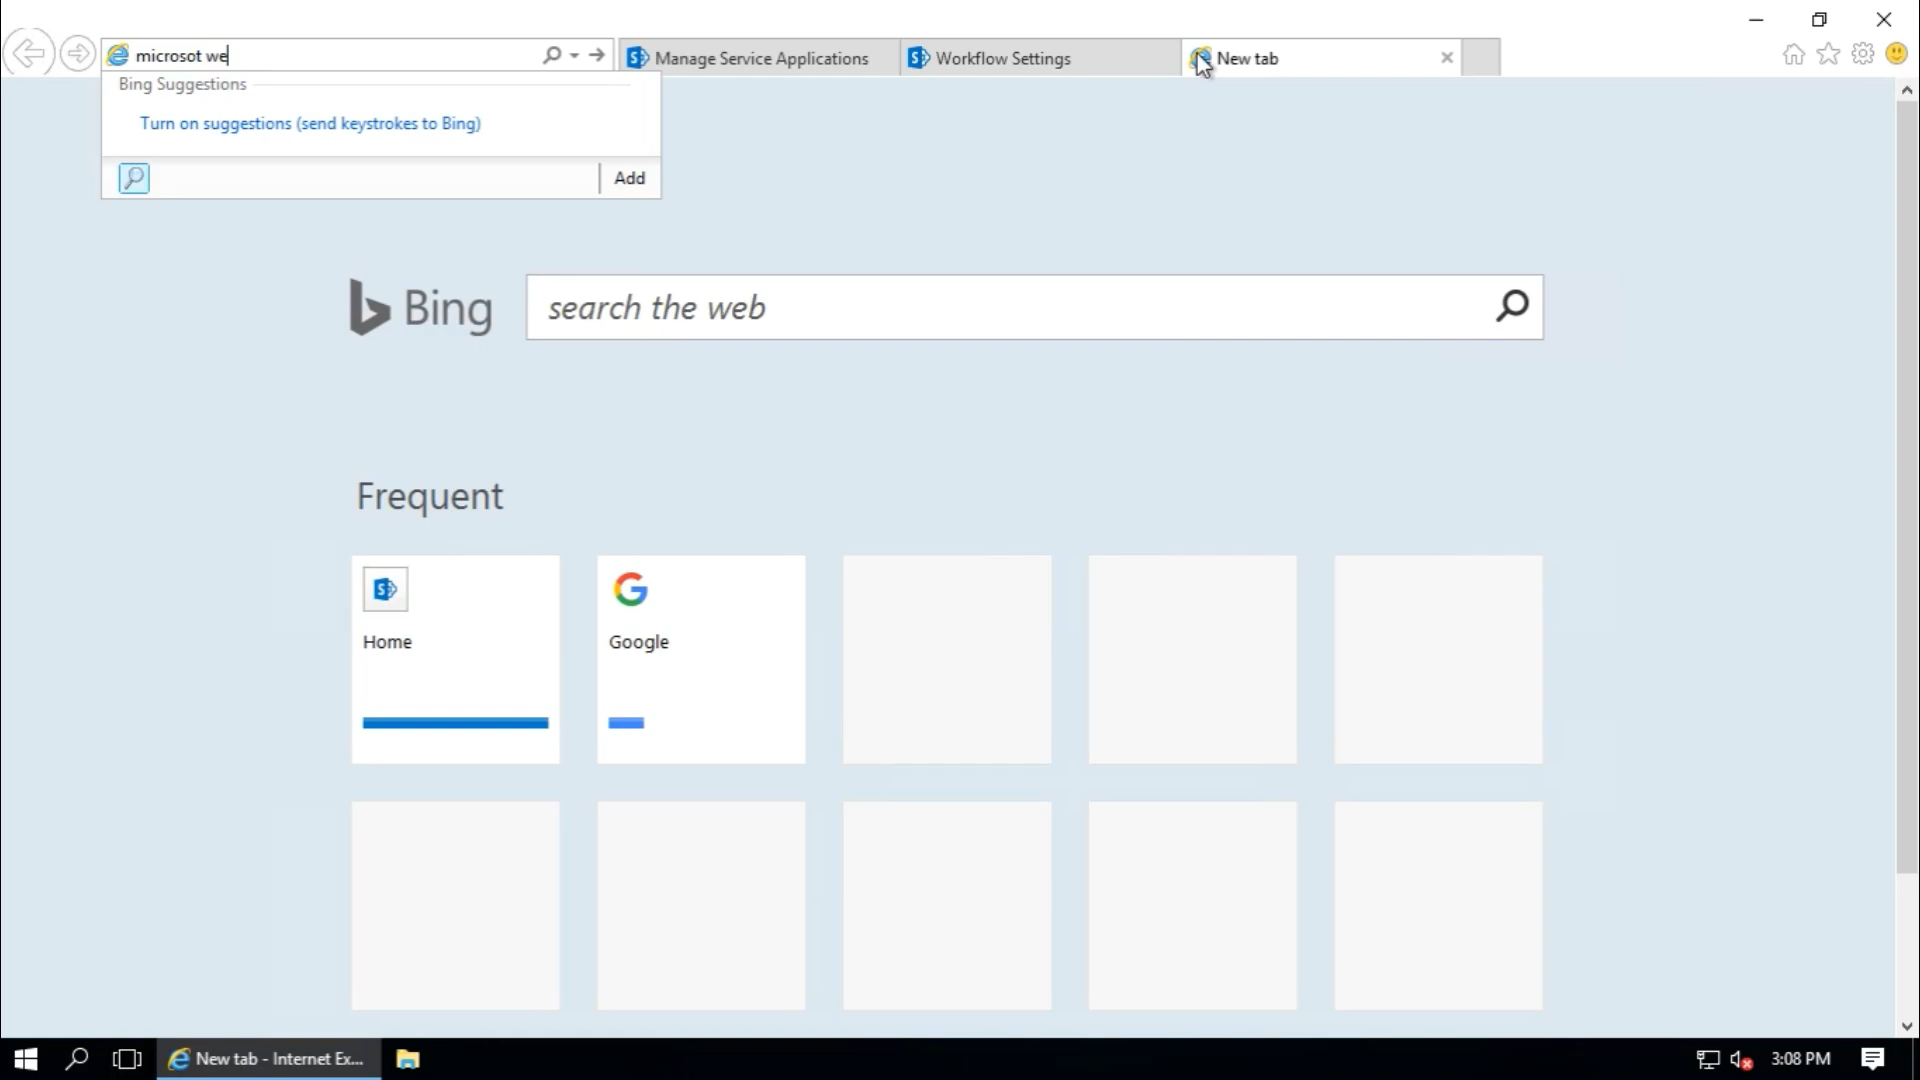 microsot we
Manage Service Applications
Workflow Settings
New tab
Bing Suggestions
Turn on suggestions (send keystrokes to Bing)
Add
Bing
search the web
Frequent
Home
Google
New tab - Internet Ex...
3:08 PM